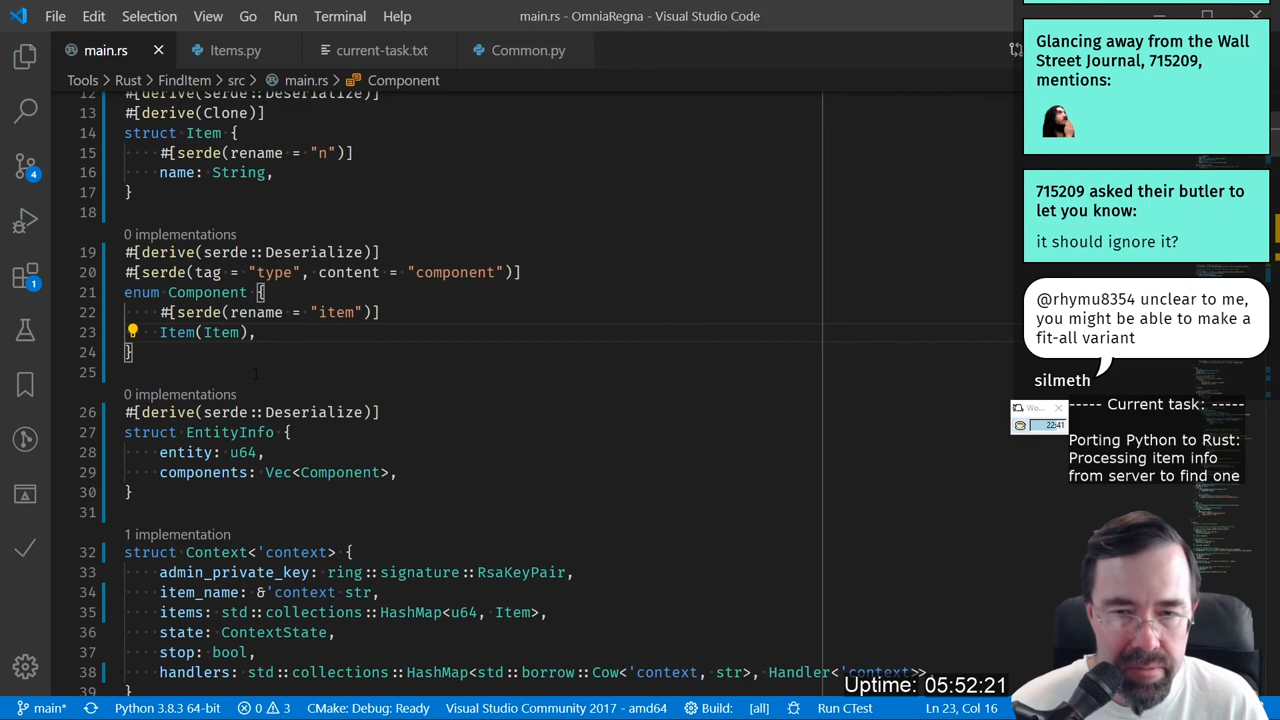 File Edit Selection View Go Run Terminal Help
main.rs - OmniaRegna - Visual Studio Code
main.rs
Items.py
current-task.txt
Common.py
Tools > Rust > FindItem > src > main.rs > Component
12 #[derive(serde::Deserialize)]
13 #[derive(Clone)]
14 struct Item {
15 #[serde(rename = "n")]
16 name: String,
17 }
18
0 implementations
19 #[derive(serde::Deserialize)]
20 #[serde(tag = "type", content = "component")]
21 enum Component {
22 #[serde(rename = "item")]
23 Item(Item),
24 }
25
0 implementations
26 #[derive(serde::Deserialize)]
27 struct EntityInfo {
28 entity: u64,
29 components: Vec<Component>,
30 }
31
1 implementation
32 struct Context<'context> {
33 admin_private_key: ring::signature::RsaKeyPair,
34 item_name: &'context str,
35 items: std::collections::HashMap<u64, Item>,
36 state: ContextState,
37 stop: bool,
38 handlers: std::collections::HashMap<std::borrow::Cow<'context, str>, Handler<'context>>,
39 }
4
1
Glancing away from the Wall
Street Journal, 715209,
mentions:
715209 asked their butler to
let you know:
it should ignore it?
@rhymu8354 unclear to me,
you might be able to make a
fit-all variant
silmeth
Wo...
22:41
----- Current task: -----
Porting Python to Rust:
Processing item info
from server to find one
Uptime: 05:52:21
main* Python 3.8.3 64-bit 0 3 CMake: Debug: Ready Visual Studio Community 2017 - amd64 Build: [all] Run CTest Ln 23, Col 16